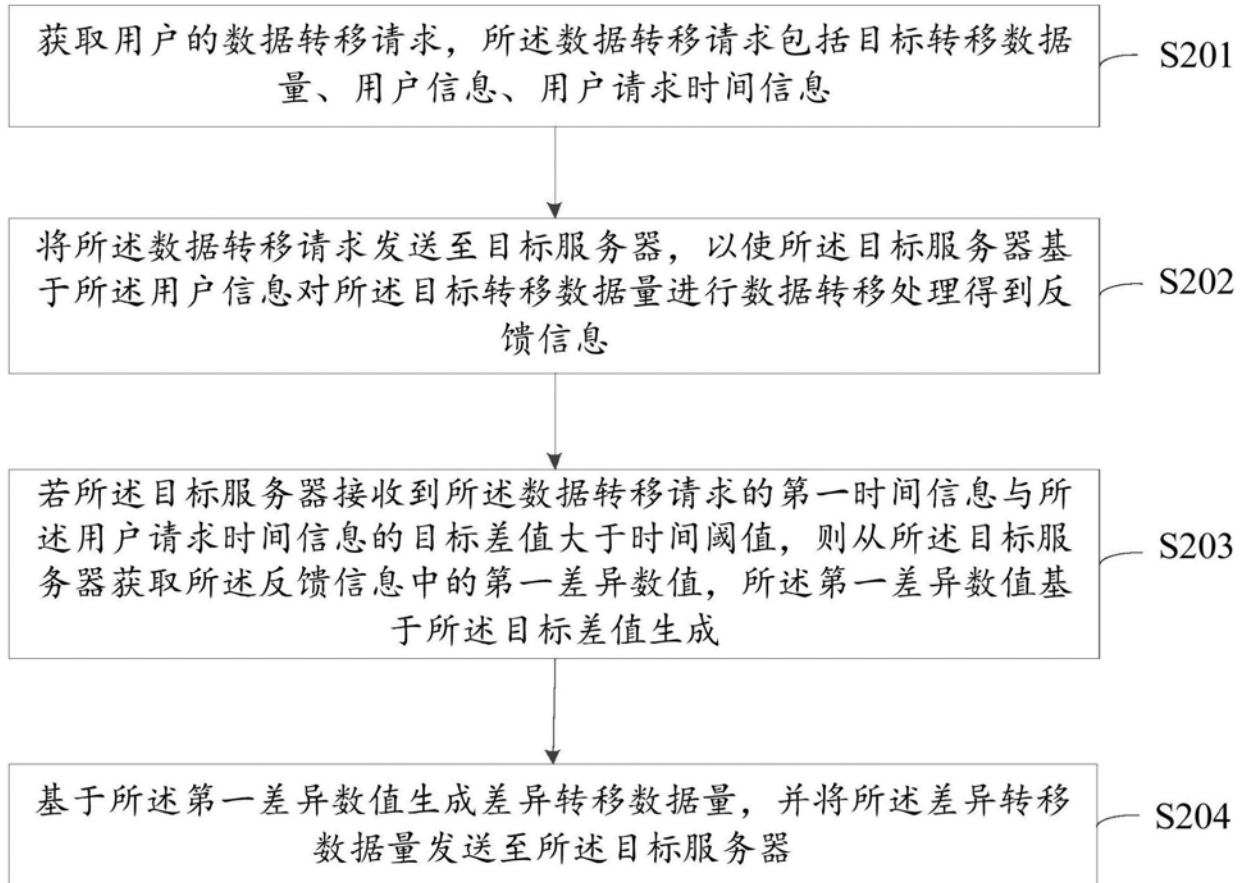 获取用户的数据转移请求，所述数据转移请求包括目标转移数据
量、用户信息、用户请求时间信息
S201
将所述数据转移请求发送至目标服务器，以使所述目标服务器基
于所述用户信息对所述目标转移数据量进行数据转移处理得到反
馈信息
S202
若所述目标服务器接收到所述数据转移请求的第一时间信息与所
述用户请求时间信息的目标差值大于时间阈值，则从所述目标服
务器获取所述反馈信息中的第一差异数值，所述第一差异数值基
于所述目标差值生成
S203
基于所述第一差异数值生成差异转移数据量，并将所述差异转移
数据量发送至所述目标服务器
S204